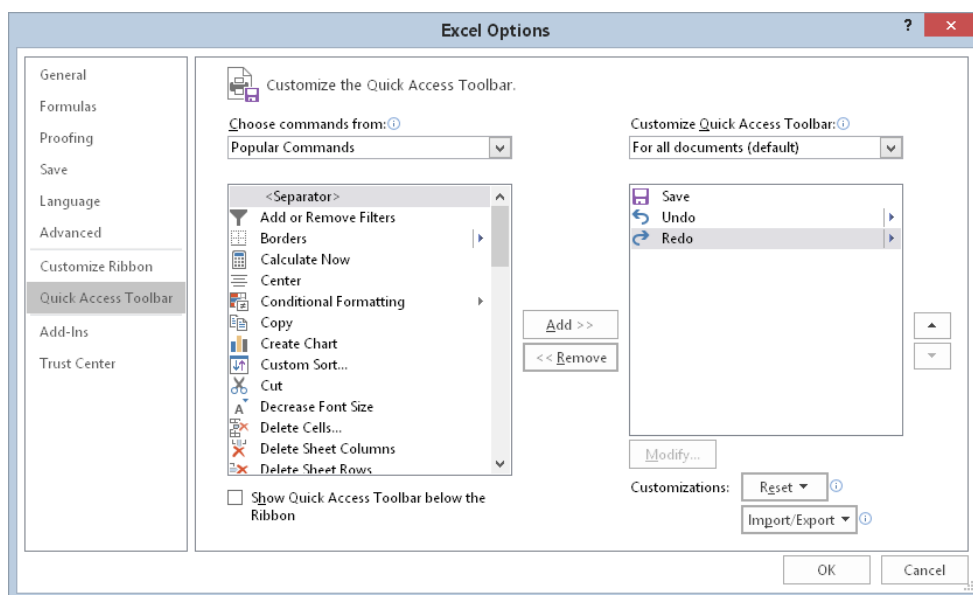 Excel Options
?
General
Formulas
Proofing
Save
Language
Advanced
Customize Ribbon
Quick Access Toolbar
Add-Ins
Trust Center
Customize the Quick Access Toolbar.
Choose commands from:
Popular Commands
<Separator>
Add or Remove Filters
Borders
Calculate Now
Center
Conditional Formatting
Copy
Create Chart
Custom Sort...
Cut
Decrease Font Size
Delete Cells...
Delete Sheet Columns
Delete Sheet Rows
Show Quick Access Toolbar below the
Ribbon
Add >>
<< Remove
Customize Quick Access Toolbar:
For all documents (default)
Save
Undo
Redo
Modify...
Customizations:
Reset
Import/Export
OK
Cancel